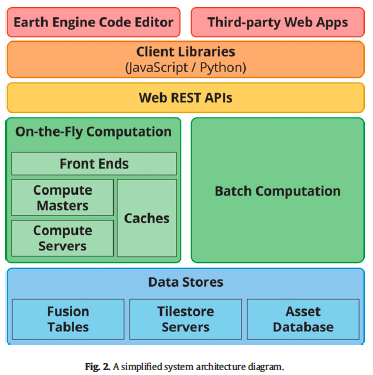 Earth Engine Code Editor
Third-party Web Apps
Client Libraries
(JavaScript / Python)
Web REST APIs
On-the-Fly Computation
Front Ends
Compute
Masters
Compute
Servers
Caches
Batch Computation
Data Stores
Fusion
Tables
Tilestore
Servers
Asset
Database
Fig. 2. A simplified system architecture diagram.